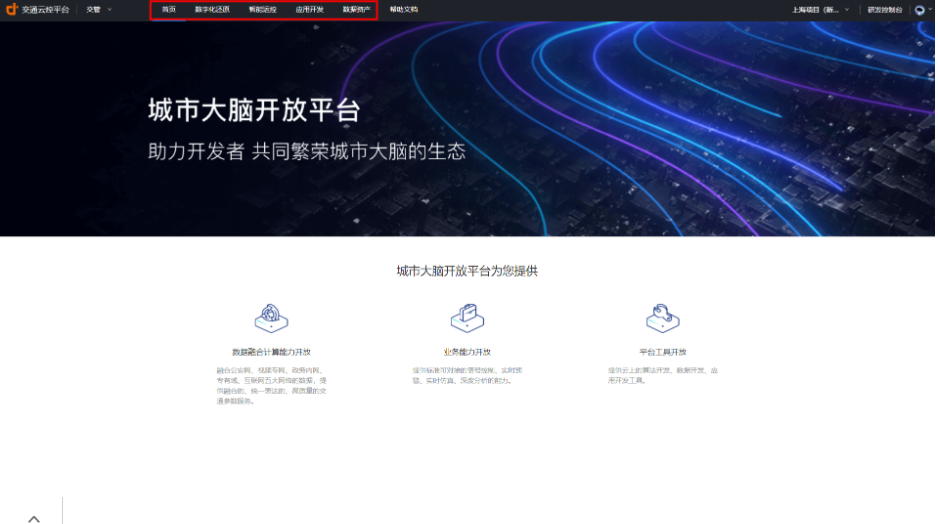 交通云控平台
交管
首页
数字化还原
智能运控
应用开发
数据资产
帮助文档
上海项目（新...
研发控制台
城市大脑开放平台
助力开发者 共同繁荣城市大脑的生态
城市大脑开放平台为您提供
数据融合计算能力开放
业务能力开放
平台工具开放
融合公安网、视频专网、政务内网、
专有域、互联网五大网络的数据，提
供融合的、统一表达的、高质量的交
通参数服务。
提供标准可对端的信号控制、实时预
警、实时仿真、深度分析的能力。
提供云上的算法开发、数据开发、应
用开发工具。